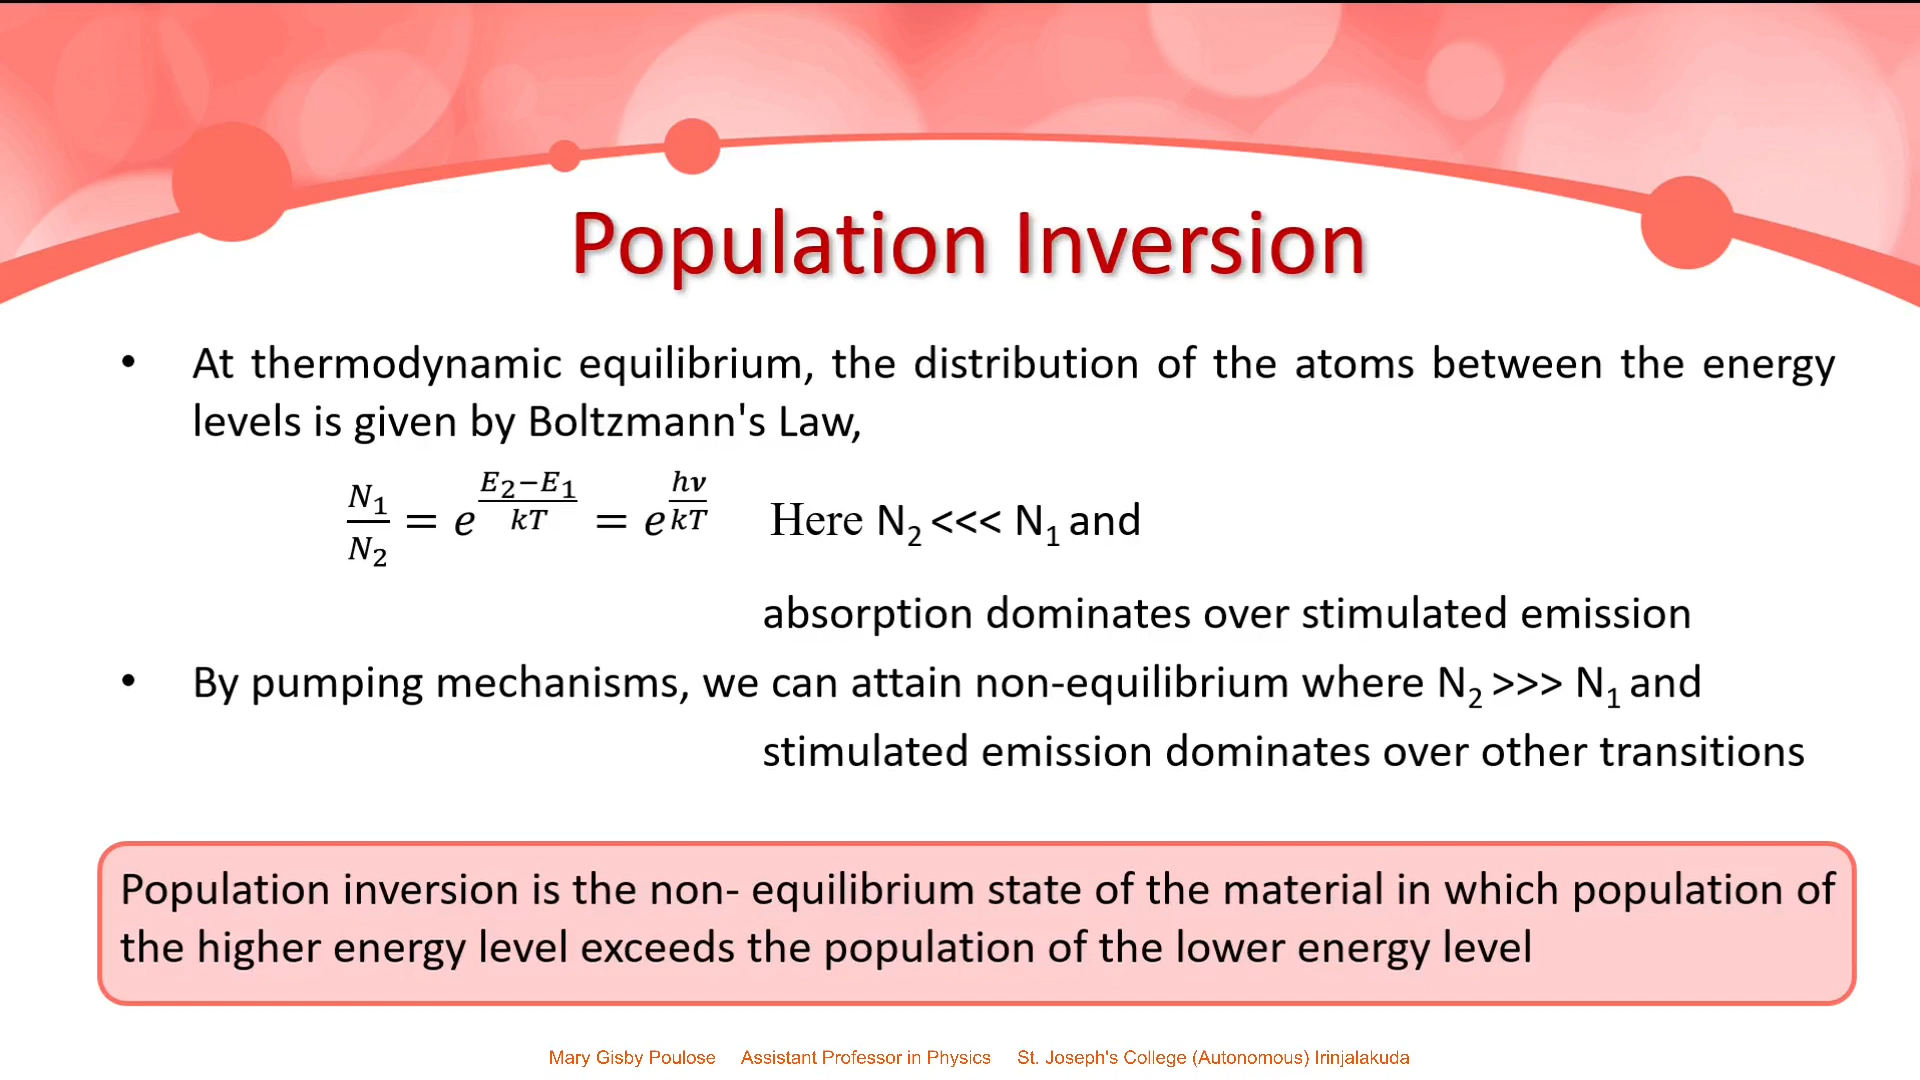 Population Inversion
• At thermodynamic equilibrium, the distribution of the atoms between the energy
levels is given by Boltzmann's Law,
N₁/N₂ = e^((E₂−E₁)/kT) = e^(hν/kT) Here N₂ <<< N₁ and
absorption dominates over stimulated emission
• By pumping mechanisms, we can attain non-equilibrium where N₂ >>> N₁ and
stimulated emission dominates over other transitions
Population inversion is the non- equilibrium state of the material in which population of
the higher energy level exceeds the population of the lower energy level
Mary Gisby Poulose Assistant Professor in Physics St. Joseph's College (Autonomous) Irinjalakuda